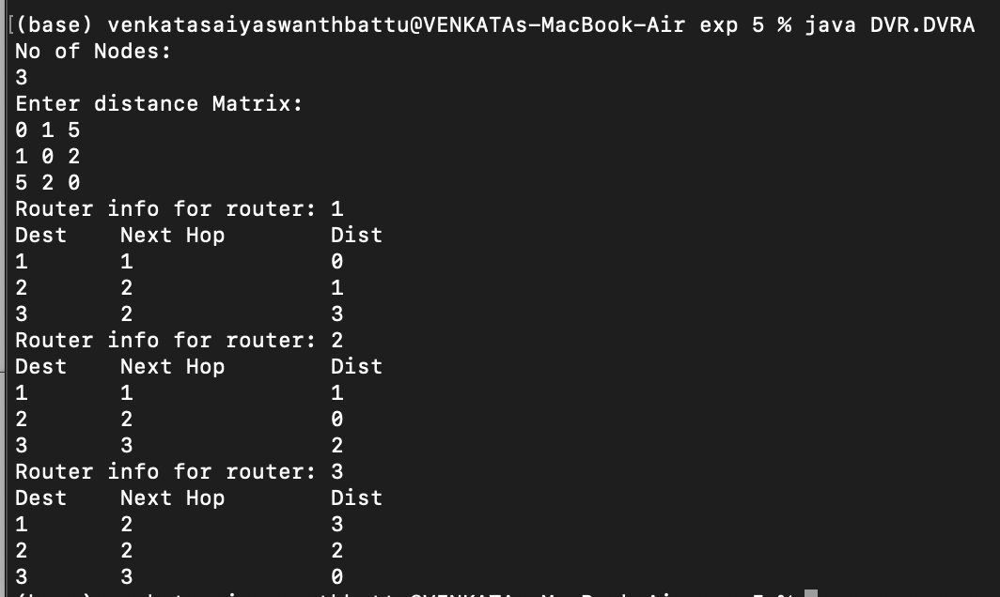 [(base) venkatasaiyaswanthbattu@VENKATAs-MacBook-Air exp 5 % java DVR.DVRA
No of Nodes:
3
Enter distance Matrix:
0 1 5
1 0 2
5 2 0
Router info for router: 1
Dest Next Hop Dist
1 1 0
2 2 1
3 2 3
Router info for router: 2
Dest Next Hop Dist
1 1 1
2 2 0
3 3 2
Router info for router: 3
Dest Next Hop Dist
1 2 3
2 2 2
3 3 0